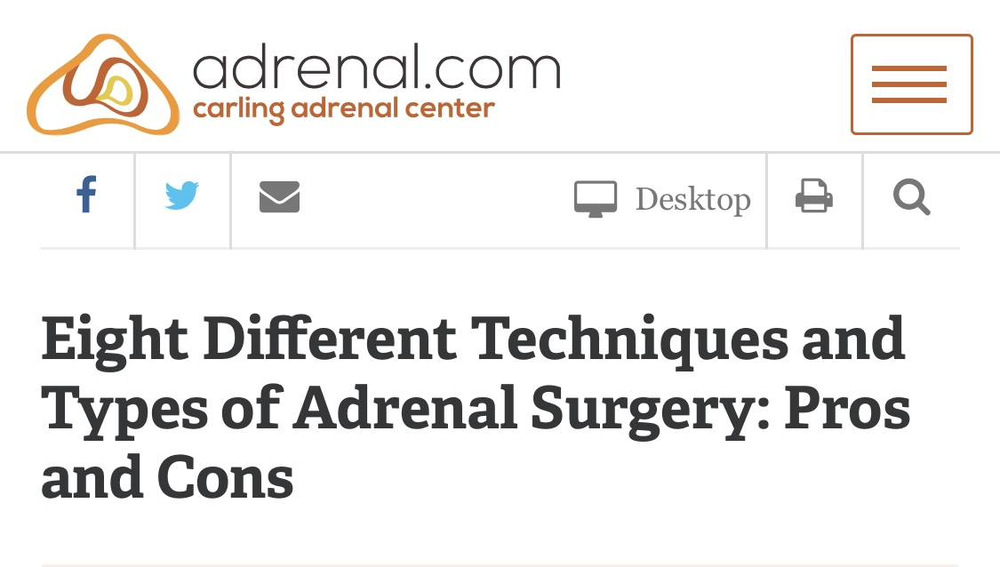 adrenal.com
carling adrenal center
Desktop
Eight Different Techniques and
Types of Adrenal Surgery: Pros
and Cons